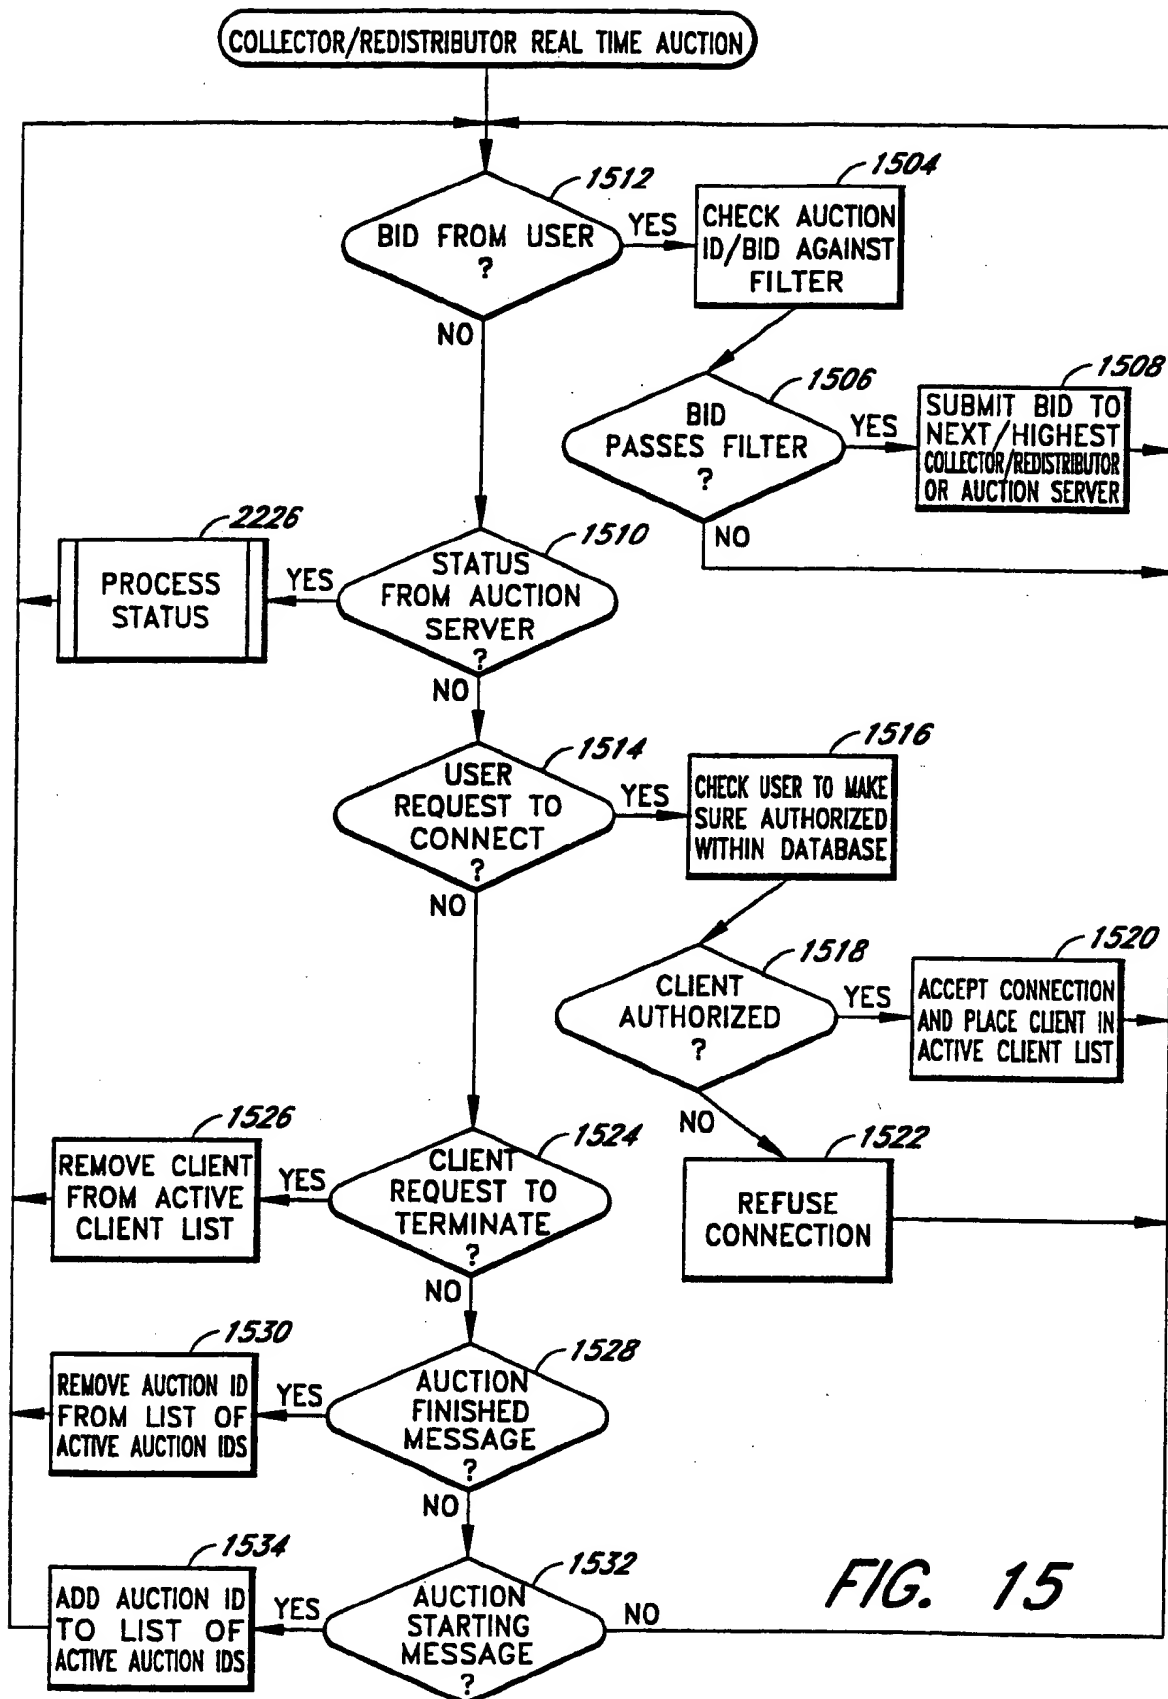 COLLECTOR/REDISTRIBUTOR REAL TIME AUCTION
1512
BID FROM USER
?
YES
NO
1504
CHECK AUCTION
ID/BID AGAINST
FILTER
1506
BID
PASSES FILTER
?
YES
NO
1508
SUBMIT BID TO
NEXT/HIGHEST
COLLECTOR/REDISTRIBUTOR
OR AUCTION SERVER
1510
STATUS
FROM AUCTION
SERVER
?
YES
NO
2226
PROCESS
STATUS
1514
USER
REQUEST TO
CONNECT
?
YES
NO
1516
CHECK USER TO MAKE
SURE AUTHORIZED
WITHIN DATABASE
1518
CLIENT
AUTHORIZED
?
YES
NO
1520
ACCEPT CONNECTION
AND PLACE CLIENT IN
ACTIVE CLIENT LIST
1522
REFUSE
CONNECTION
1524
CLIENT
REQUEST TO
TERMINATE
?
YES
NO
1526
REMOVE CLIENT
FROM ACTIVE
CLIENT LIST
1528
AUCTION
FINISHED
MESSAGE
?
YES
NO
1530
REMOVE AUCTION ID
FROM LIST OF
ACTIVE AUCTION IDS
1532
AUCTION
STARTING
MESSAGE
?
YES
NO
1534
ADD AUCTION ID
TO LIST OF
ACTIVE AUCTION IDS
FIG. 15